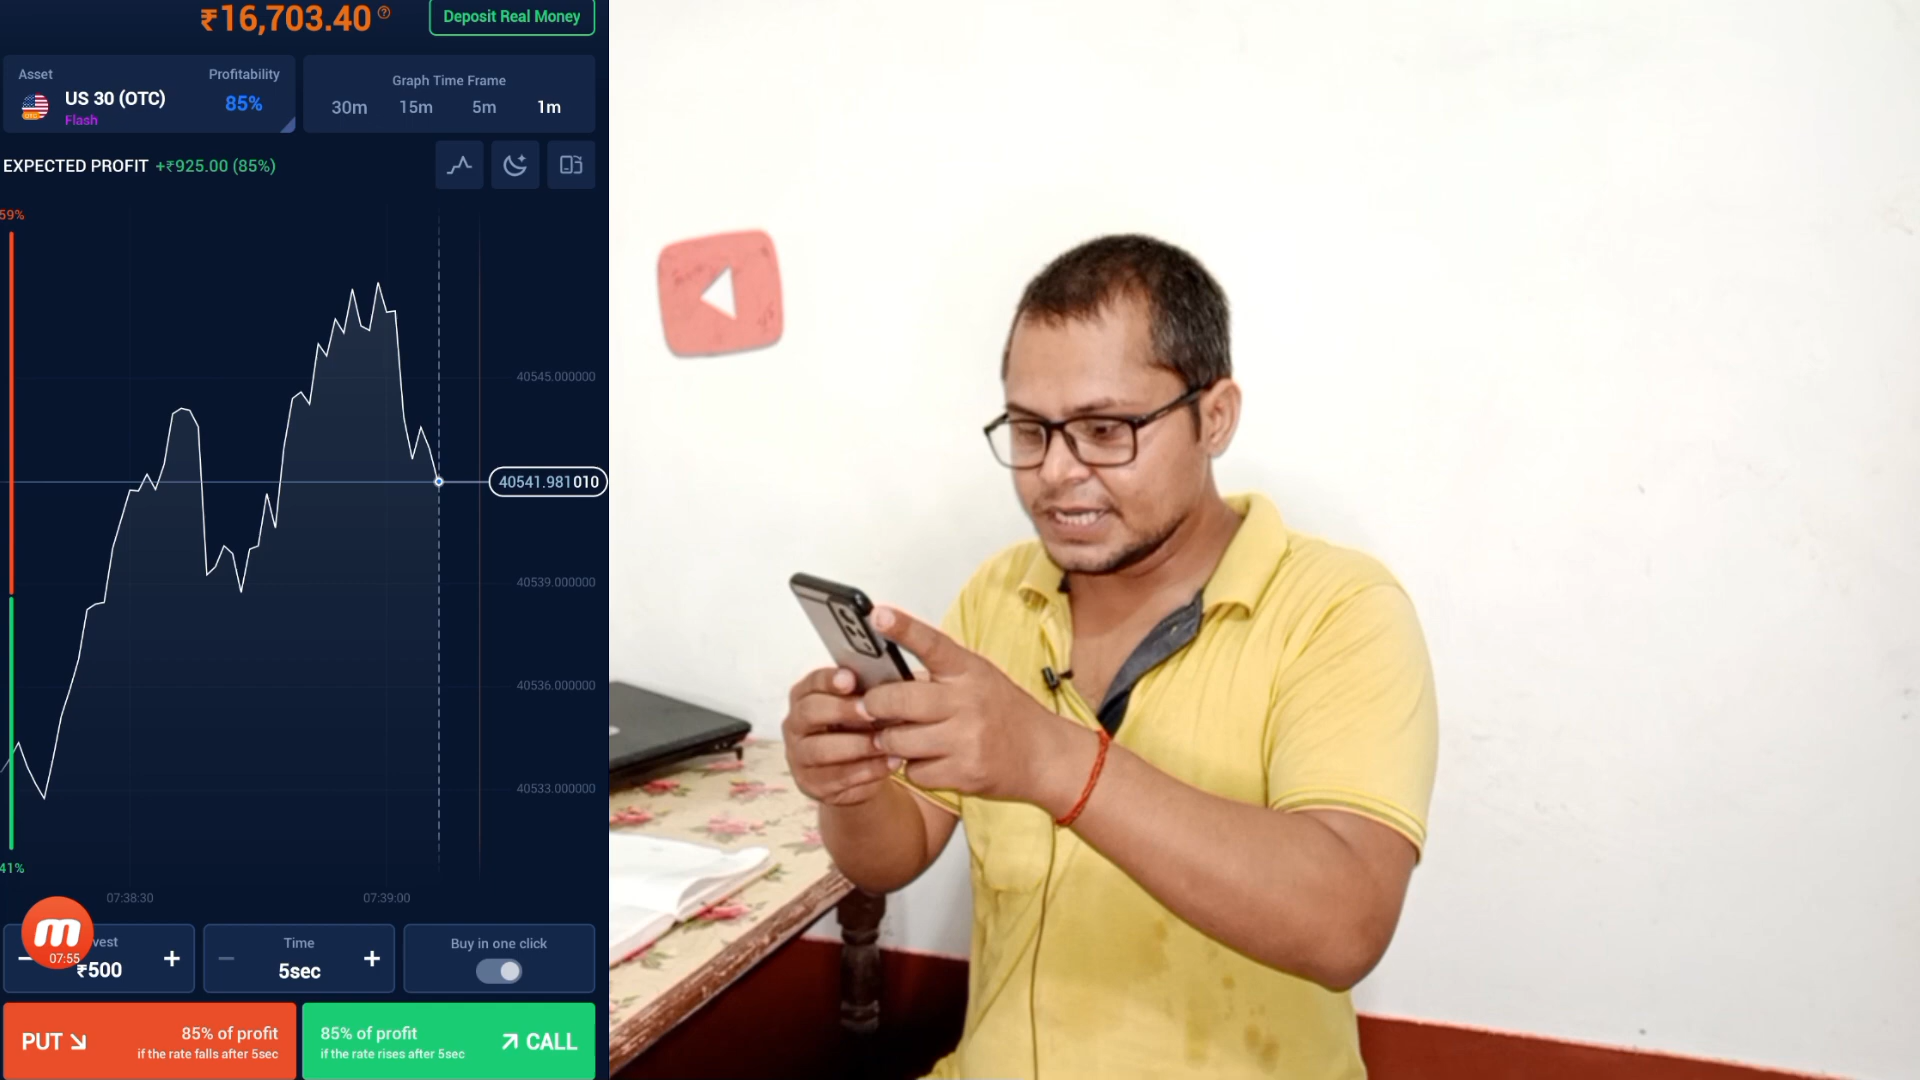 ₹16,703.40
Deposit Real Money
Asset
Profitability
US 30 (OTC)
85%
Flash
Graph Time Frame
30m 15m 5m 1m
EXPECTED PROFIT +₹925.00 (85%)
59%
40545.000000
40541.981010
40539.000000
40536.000000
40533.000000
41%
07:38:30
07:39:00
07:55
vest
₹500
Time
5sec
Buy in one click
PUT
85% of profit
if the rate falls after 5sec
85% of profit
if the rate rises after 5sec
CALL